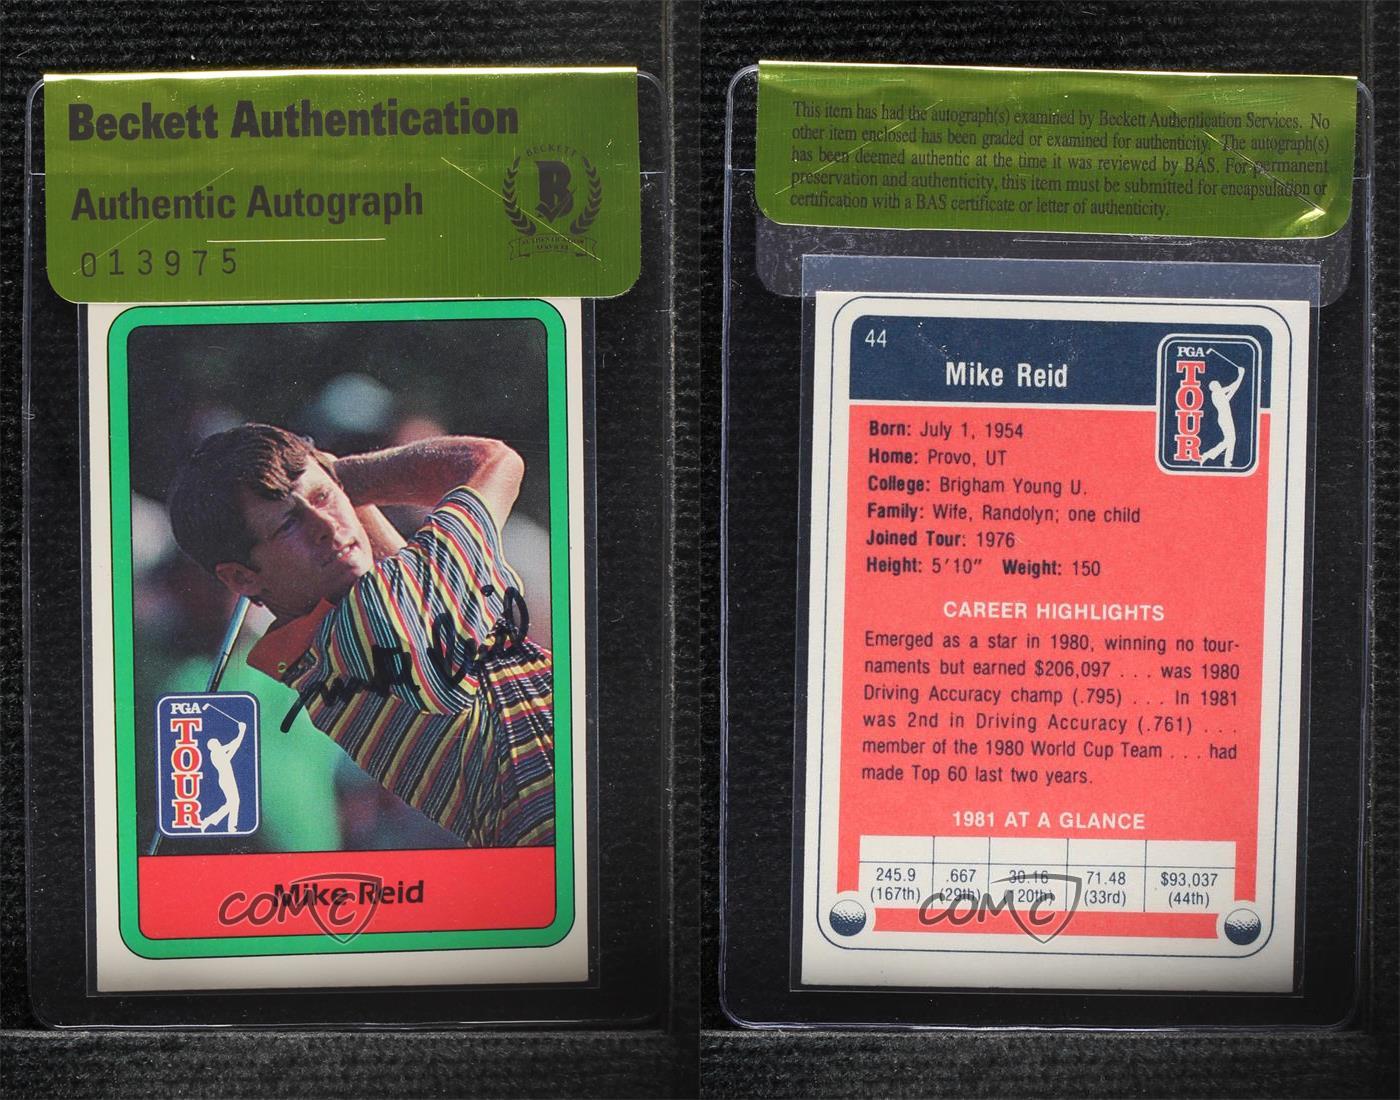 Beckett Authentication
BECKETT
B
Authentic Autograph
AUTHENTICATION
SERVICES
013975
Mike Reid
PGA
TOUR
Mike Reid
COMC
This item has had the autograph(s) examined by Beckett Authentication Services. No
other item enclosed has been graded or examined for authenticity. The autograph(s)
has been deemed authentic at the time it was reviewed by BAS. For permanent
preservation and authenticity, this item must be submitted for encapsulation or
certification with a BAS certificate or letter of authenticity.
44
Mike Reid
PGA
TOUR
Born: July 1, 1954
Home: Provo, UT
College: Brigham Young U.
Family: Wife, Randolyn; one child
Joined Tour: 1976
Height: 5'10" Weight: 150
CAREER HIGHLIGHTS
Emerged as a star in 1980, winning no tour-
naments but earned $206,097 . . . was 1980
Driving Accuracy champ (.795) . . . In 1981
was 2nd in Driving Accuracy (.761) . . .
member of the 1980 World Cup Team . . . had
made Top 60 last two years.
1981 AT A GLANCE
245.9 .667 30.16 71.48 $93,037
(167th) (29th) (120th) (33rd) (44th)
COMC